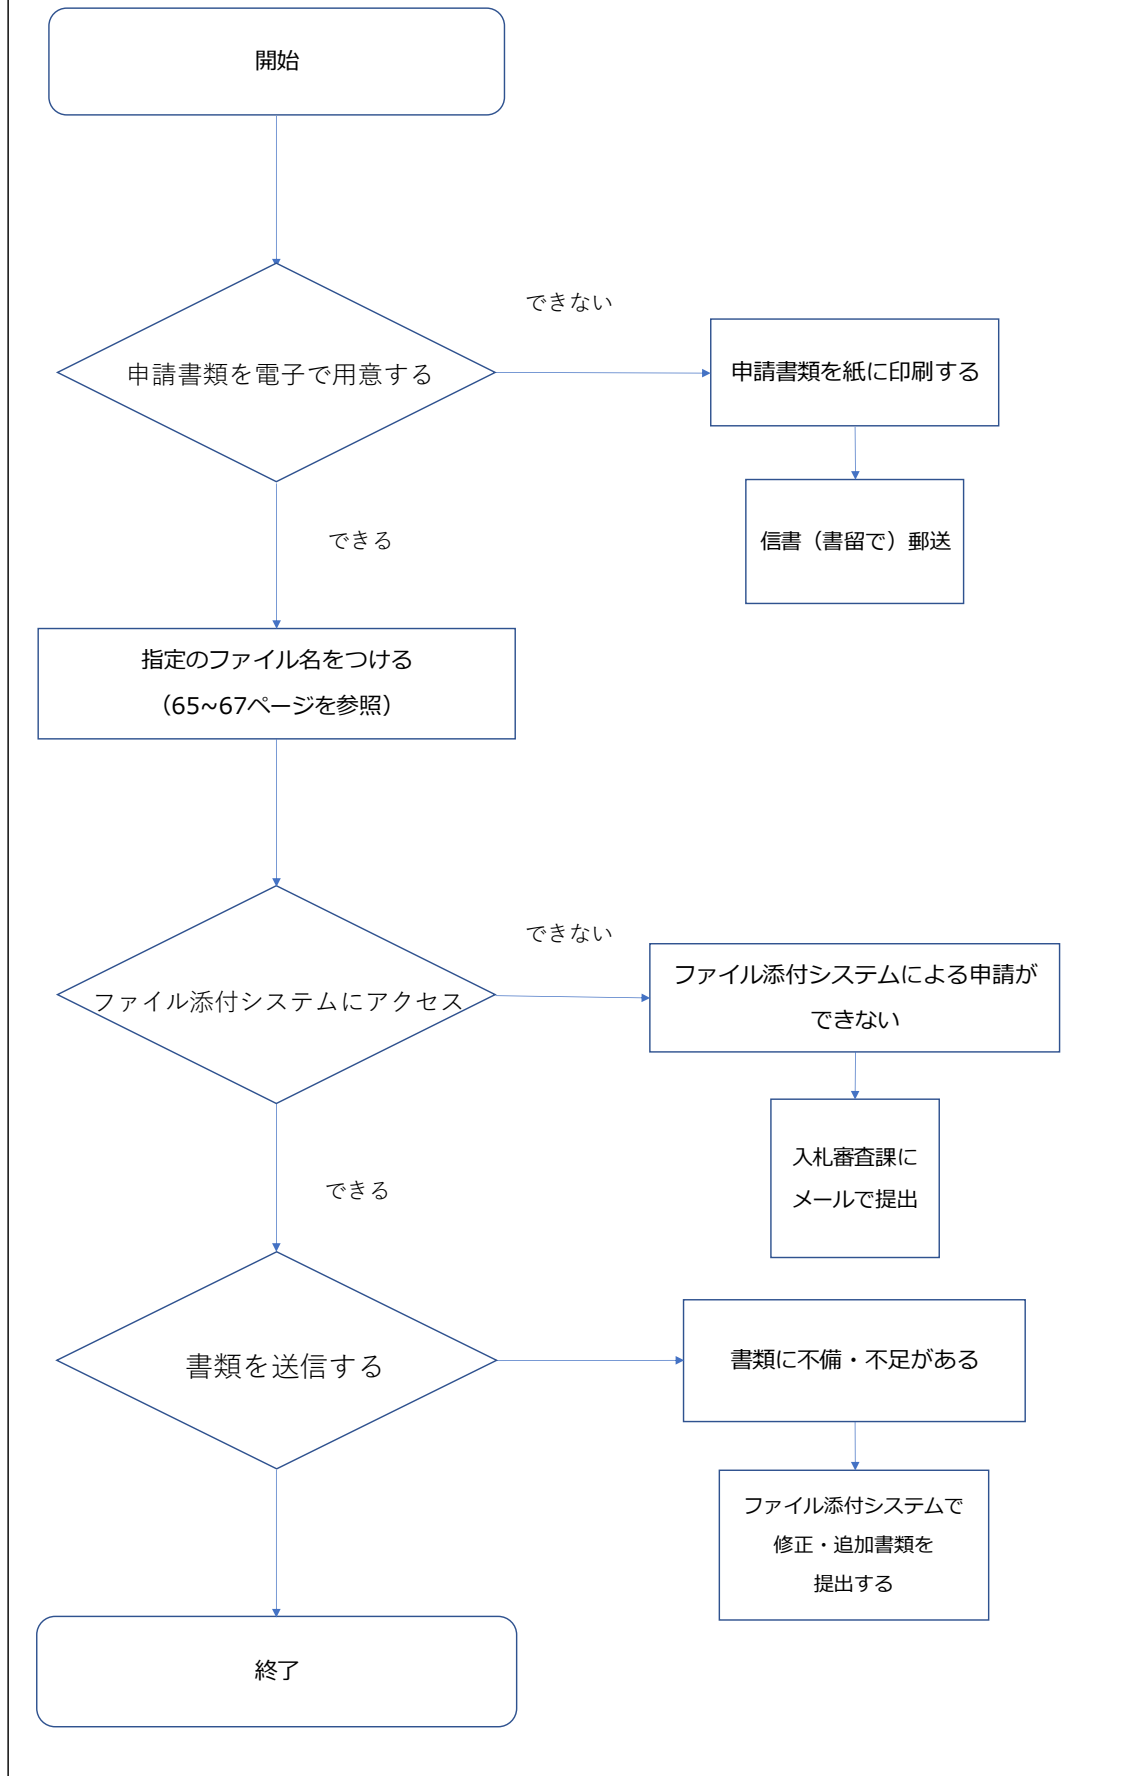 開始
できない
申請書類を電子で用意する
申請書類を紙に印刷する
信書（書留で）郵送
できる
指定のファイル名をつける
（65~67ページを参照）
できない
ファイル添付システムにアクセス
ファイル添付システムによる申請が
できない
入札審査課に
メールで提出
できる
書類を送信する
書類に不備・不足がある
ファイル添付システムで
修正・追加書類を
提出する
終了